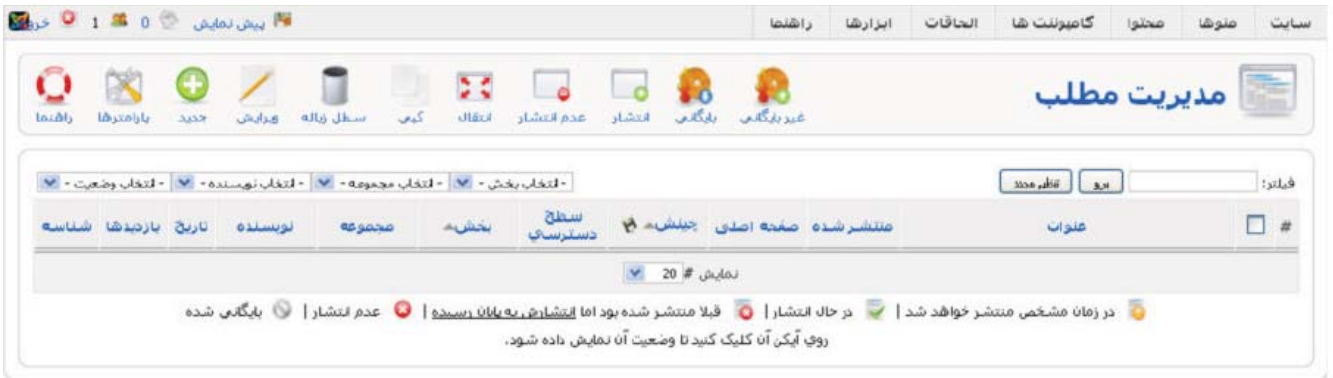 سایت منوها محتوا کامپوننت ها الحاقات ابزارها راهنما پیش نمایش 0 1 خرو
مدیریت مطلب
غیر بایگانی بایگانی انتشار عدم انتشار انتقال کپی سطل زباله ویرایش جدید پارامترها راهنما
فیلتر: برو تنظیم مجدد - انتخاب بخش - - انتخاب مجموعه - - انتخاب نویسنده - - انتخاب وضعیت -
# عنوان منتشر شده صفحه اصلی چینش سطح دسترسي بخش مجموعه نویسنده تاریخ بازدیدها شناسه
نمایش # 20
در زمان مشخص منتشر خواهد شد | در حال انتشار | قبلا منتشر شده بود اما انتشارش به پایان رسیده | عدم انتشار | بایگانی شده
روي آیکن آن کلیک کنید تا وضعیت آن نمایش داده شود.